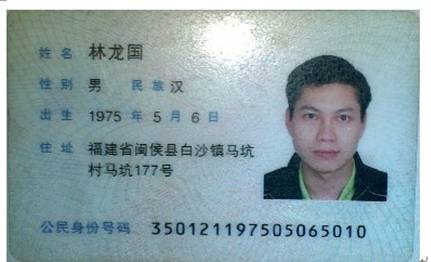 姓名 林龙国
性别 男 民族 汉
出生 1975 年 5 月 6 日
住址 福建省闽侯县白沙镇马坑
村马坑177号
公民身份号码 350121197505065010